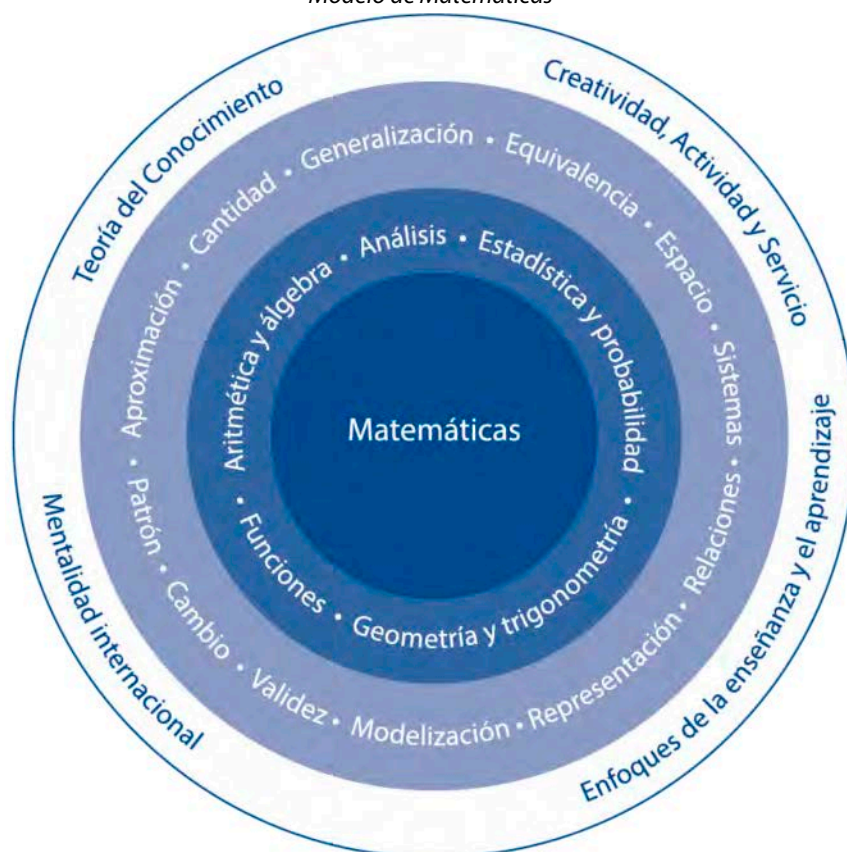 Modelo de Matemáticas
Teoría del Conocimiento
Creatividad, Actividad y Servicio
Enfoques de la enseñanza y el aprendizaje
Mentalidad internacional
Aproximación • Cantidad • Generalización • Equivalencia • Espacio • Sistemas •
Relaciones • Representación • Modelización • Validez • Cambio • Patrón •
Aritmética y álgebra • Análisis • Estadística y probabilidad •
Geometría y trigonometría • Funciones •
Matemáticas